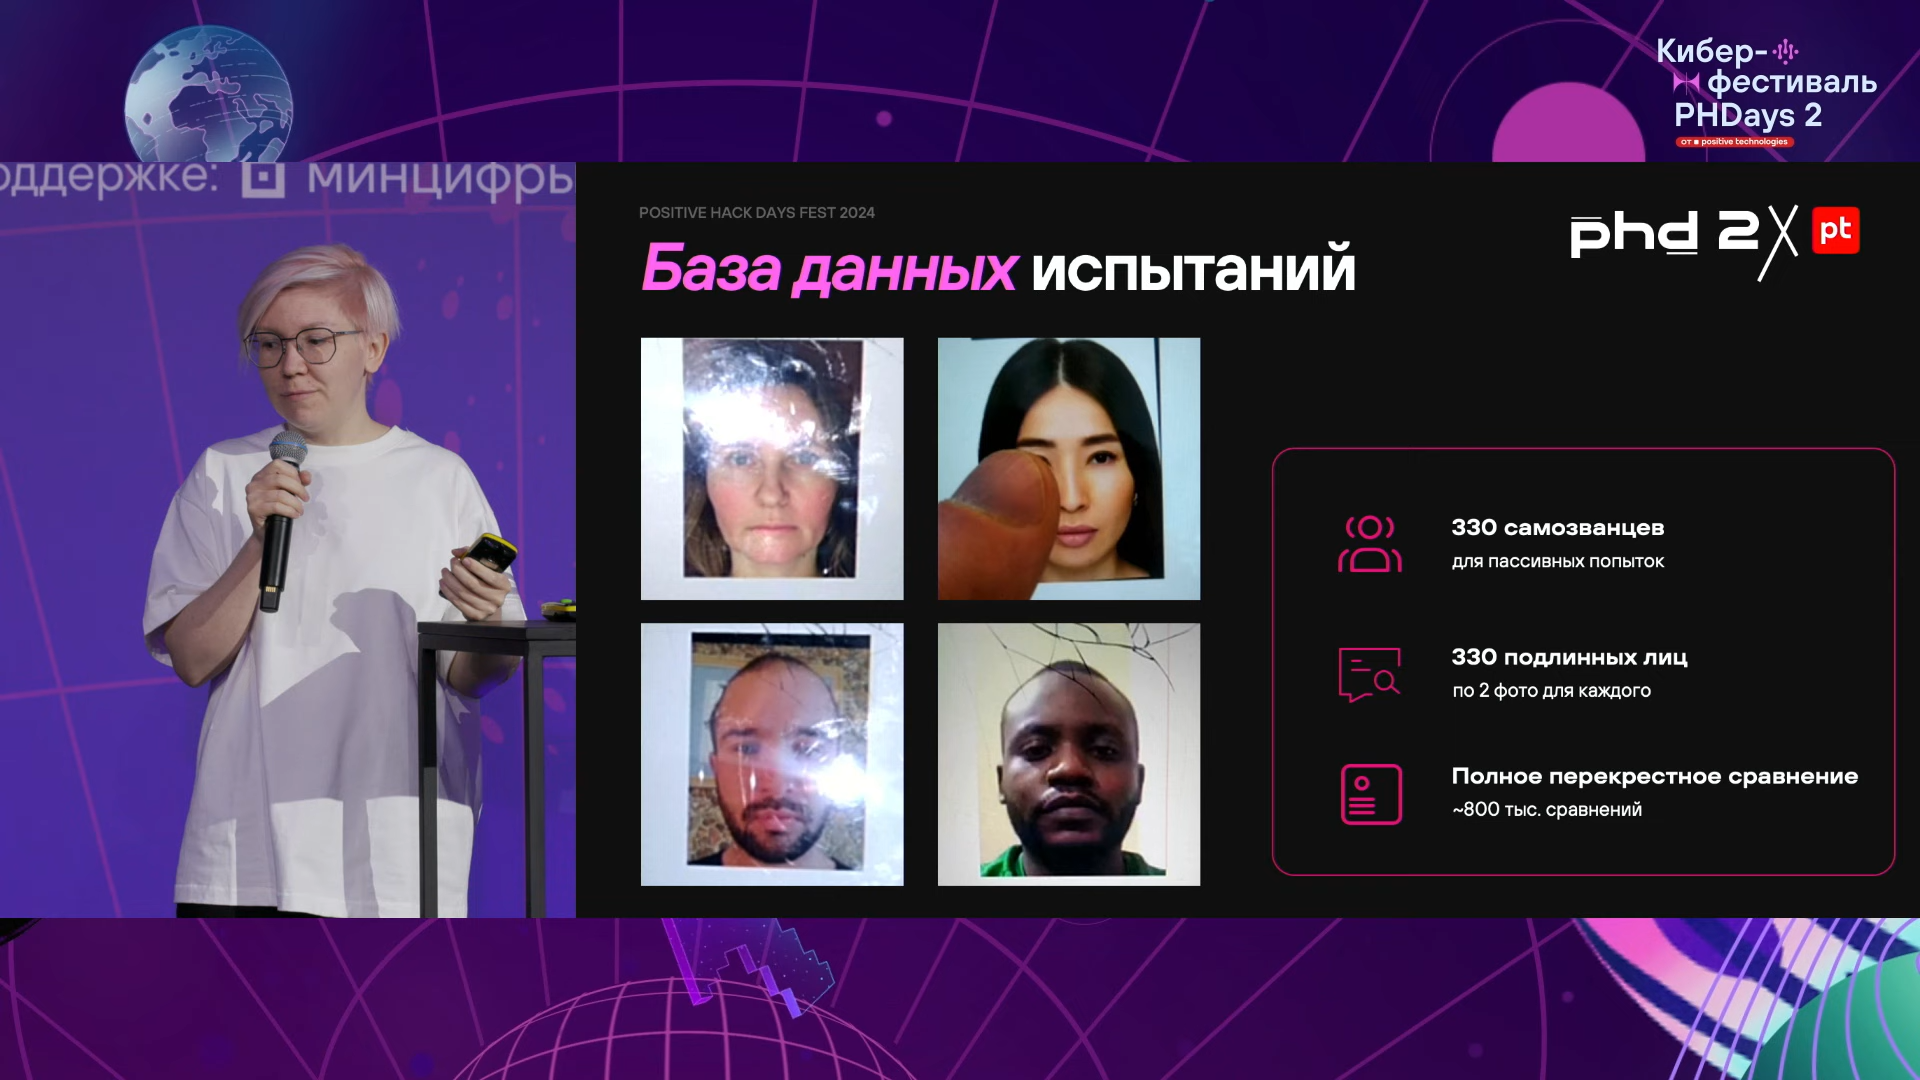 Кибер-
фестиваль
PHDays 2
от positive technologies
оддержке: МИНЦИФРЫ
POSITIVE HACK DAYS FEST 2024
phd 2 pt
База данных испытаний
330 самозванцев
для пассивных попыток
330 подлинных лиц
по 2 фото для каждого
Полное перекрестное сравнение
~800 тыс. сравнений